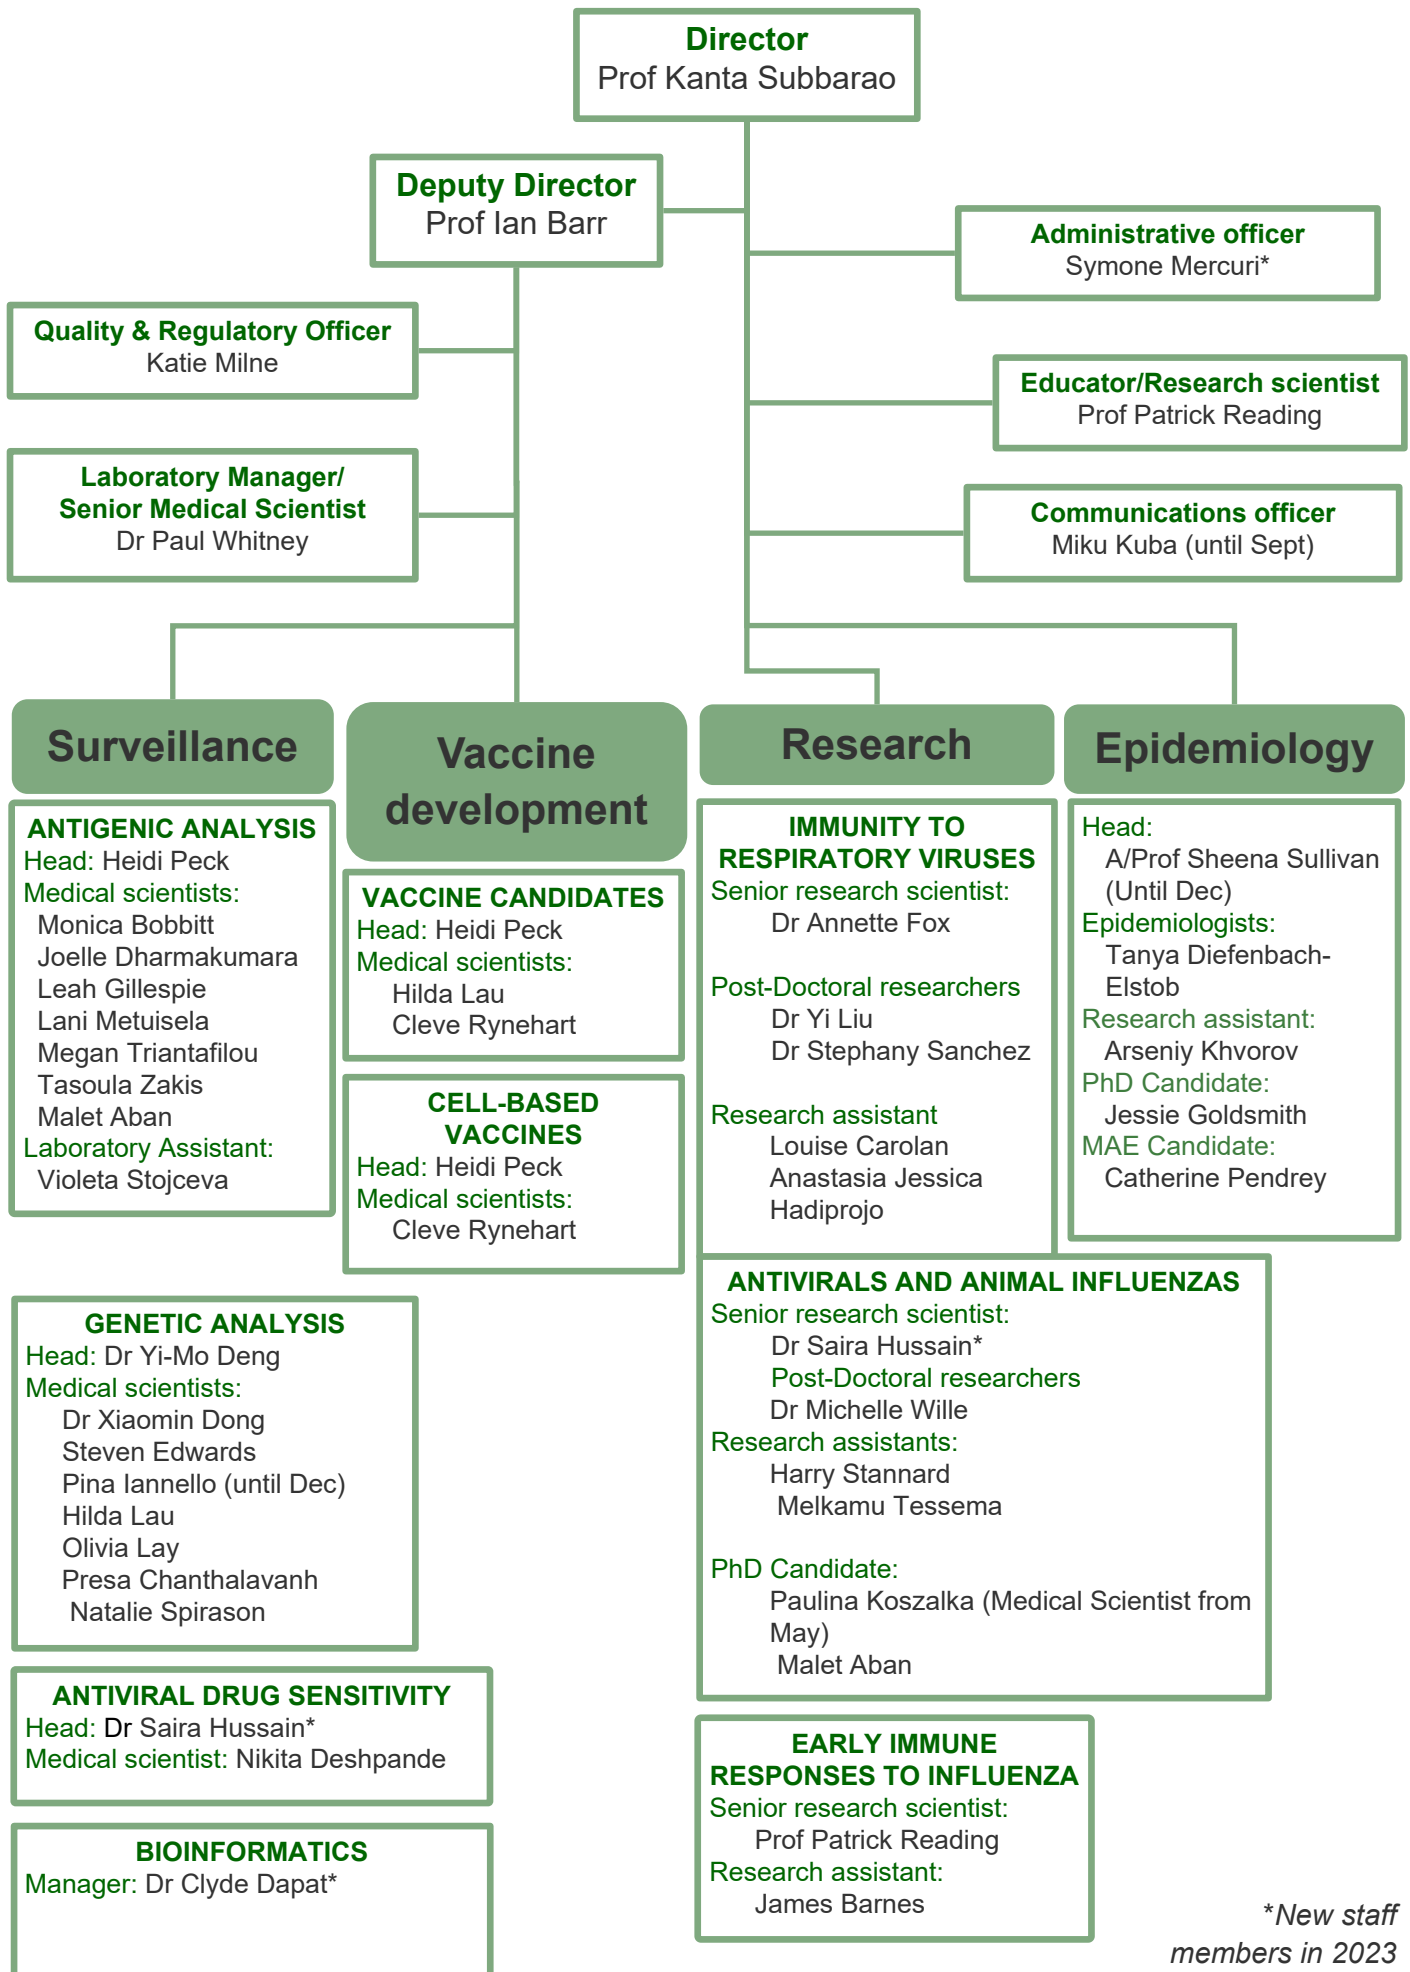 Director
Prof Kanta Subbarao
Deputy Director
Prof Ian Barr
Administrative officer
Symone Mercuri*
Quality & Regulatory Officer
Katie Milne
Educator/Research scientist
Prof Patrick Reading
Laboratory Manager/
Senior Medical Scientist
Dr Paul Whitney
Communications officer
Miku Kuba (until Sept)
Surveillance
ANTIGENIC ANALYSIS
Head: Heidi Peck
Medical scientists:
Monica Bobbitt
Joelle Dharmakumara
Leah Gillespie
Lani Metuisela
Megan Triantafilou
Tasoula Zakis
Malet Aban
Laboratory Assistant:
Violeta Stojceva
GENETIC ANALYSIS
Head: Dr Yi-Mo Deng
Medical scientists:
Dr Xiaomin Dong
Steven Edwards
Pina Iannello (until Dec)
Hilda Lau
Olivia Lay
Presa Chanthalavanh
Natalie Spirason
ANTIVIRAL DRUG SENSITIVITY
Head: Dr Saira Hussain*
Medical scientist: Nikita Deshpande
BIOINFORMATICS
Manager: Dr Clyde Dapat*
Vaccine
development
VACCINE CANDIDATES
Head: Heidi Peck
Medical scientists:
Hilda Lau
Cleve Rynehart
CELL-BASED
VACCINES
Head: Heidi Peck
Medical scientists:
Cleve Rynehart
Research
IMMUNITY TO
RESPIRATORY VIRUSES
Senior research scientist:
Dr Annette Fox
Post-Doctoral researchers
Dr Yi Liu
Dr Stephany Sanchez
Research assistant
Louise Carolan
Anastasia Jessica
Hadiprojo
ANTIVIRALS AND ANIMAL INFLUENZAS
Senior research scientist:
Dr Saira Hussain*
Post-Doctoral researchers
Dr Michelle Wille
Research assistants:
Harry Stannard
Melkamu Tessema
PhD Candidate:
Paulina Koszalka (Medical Scientist from
May)
Malet Aban
EARLY IMMUNE
RESPONSES TO INFLUENZA
Senior research scientist:
Prof Patrick Reading
Research assistant:
James Barnes
Epidemiology
Head:
A/Prof Sheena Sullivan
(Until Dec)
Epidemiologists:
Tanya Diefenbach-
Elstob
Research assistant:
Arseniy Khvorov
PhD Candidate:
Jessie Goldsmith
MAE Candidate:
Catherine Pendrey
*New staff
members in 2023